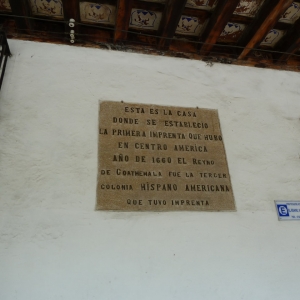 ESTA ES LA CASA
DONDE SE ESTABLECIO
LA PRIMERA IMPRENTA QUE HUBO
EN CENTRO AMERICA
AÑO DE 1660 EL REYNO
DE GUATHEMALA FUE LA TERCER
COLONIA HISPANO AMERICANA
QUE TUVO IMPRENTA